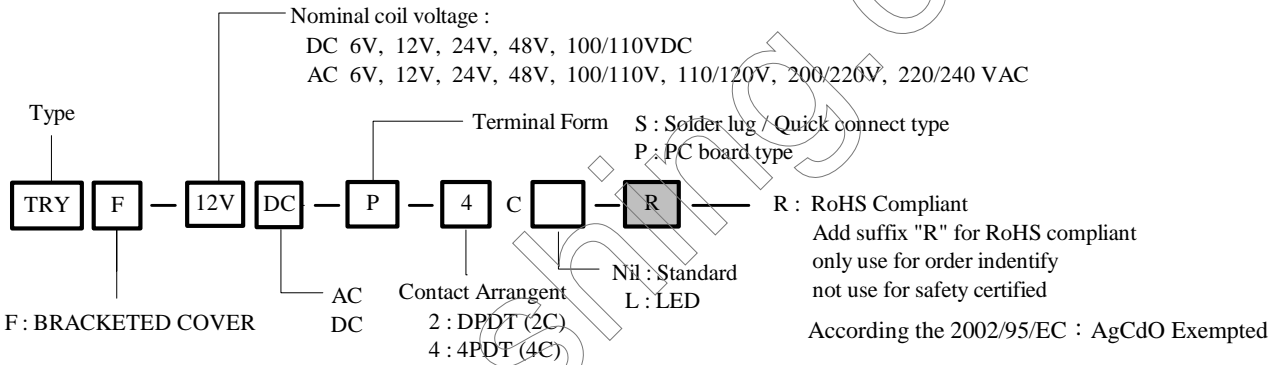 Nominal coil voltage :
DC 6V, 12V, 24V, 48V, 100/110VDC
AC 6V, 12V, 24V, 48V, 100/110V, 110/120V, 200/220V, 220/240 VAC
Type
Terminal Form
S : Solder lug / Quick connect type
P : PC board type
TRY F — 12V DC — P — 4 C — R
R : RoHS Compliant
Add suffix "R" for RoHS compliant
only use for order indentify
not use for safety certified
Nil : Standard
L : LED
Contact Arrangent
2 : DPDT (2C)
4 : 4PDT (4C)
AC
DC
F : BRACKETED COVER
According the 2002/95/EC : AgCdO Exempted